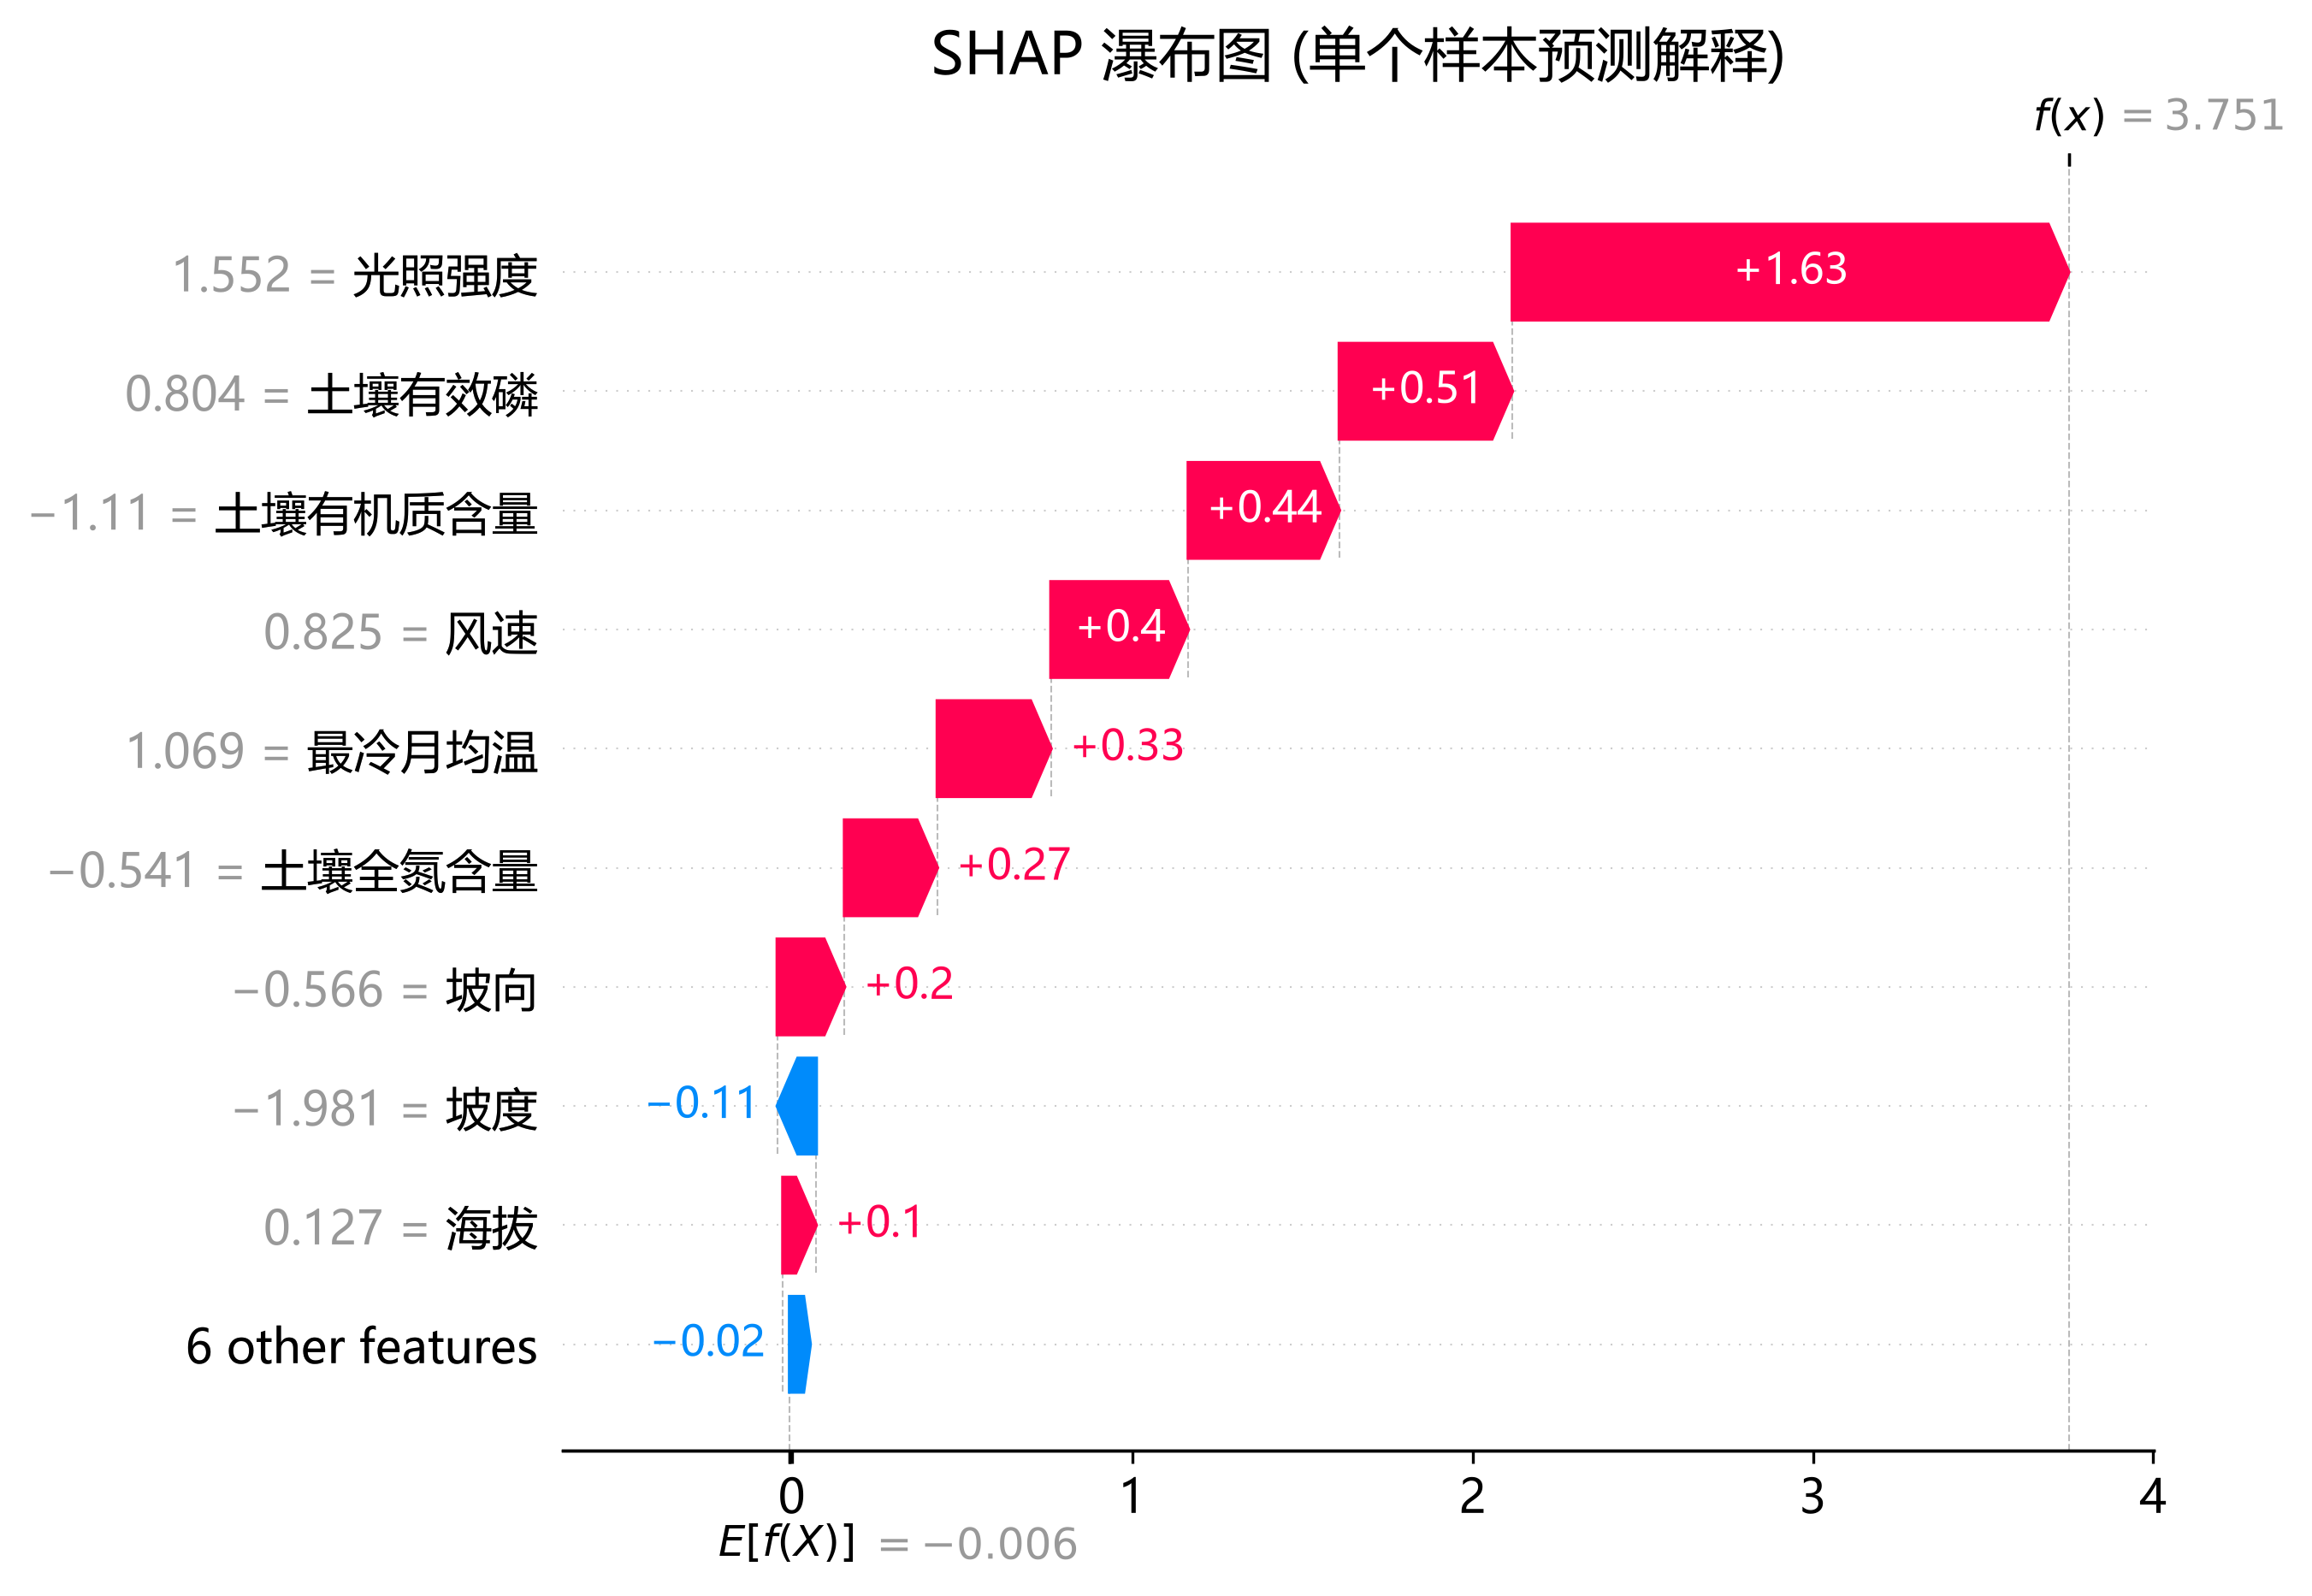 SHAP 瀑布图 (单个样本预测解释)
f(x) = 3.751
1.552 = 光照强度
+1.63
0.804 = 土壤有效磷
+0.51
−1.11 = 土壤有机质含量
+0.44
0.825 = 风速
+0.4
1.069 = 最冷月均温
+0.33
−0.541 = 土壤全氮含量
+0.27
−0.566 = 坡向
+0.2
−1.981 = 坡度
−0.11
0.127 = 海拔
+0.1
6 other features
−0.02
0 1 2 3 4
E[f(X)] = −0.006